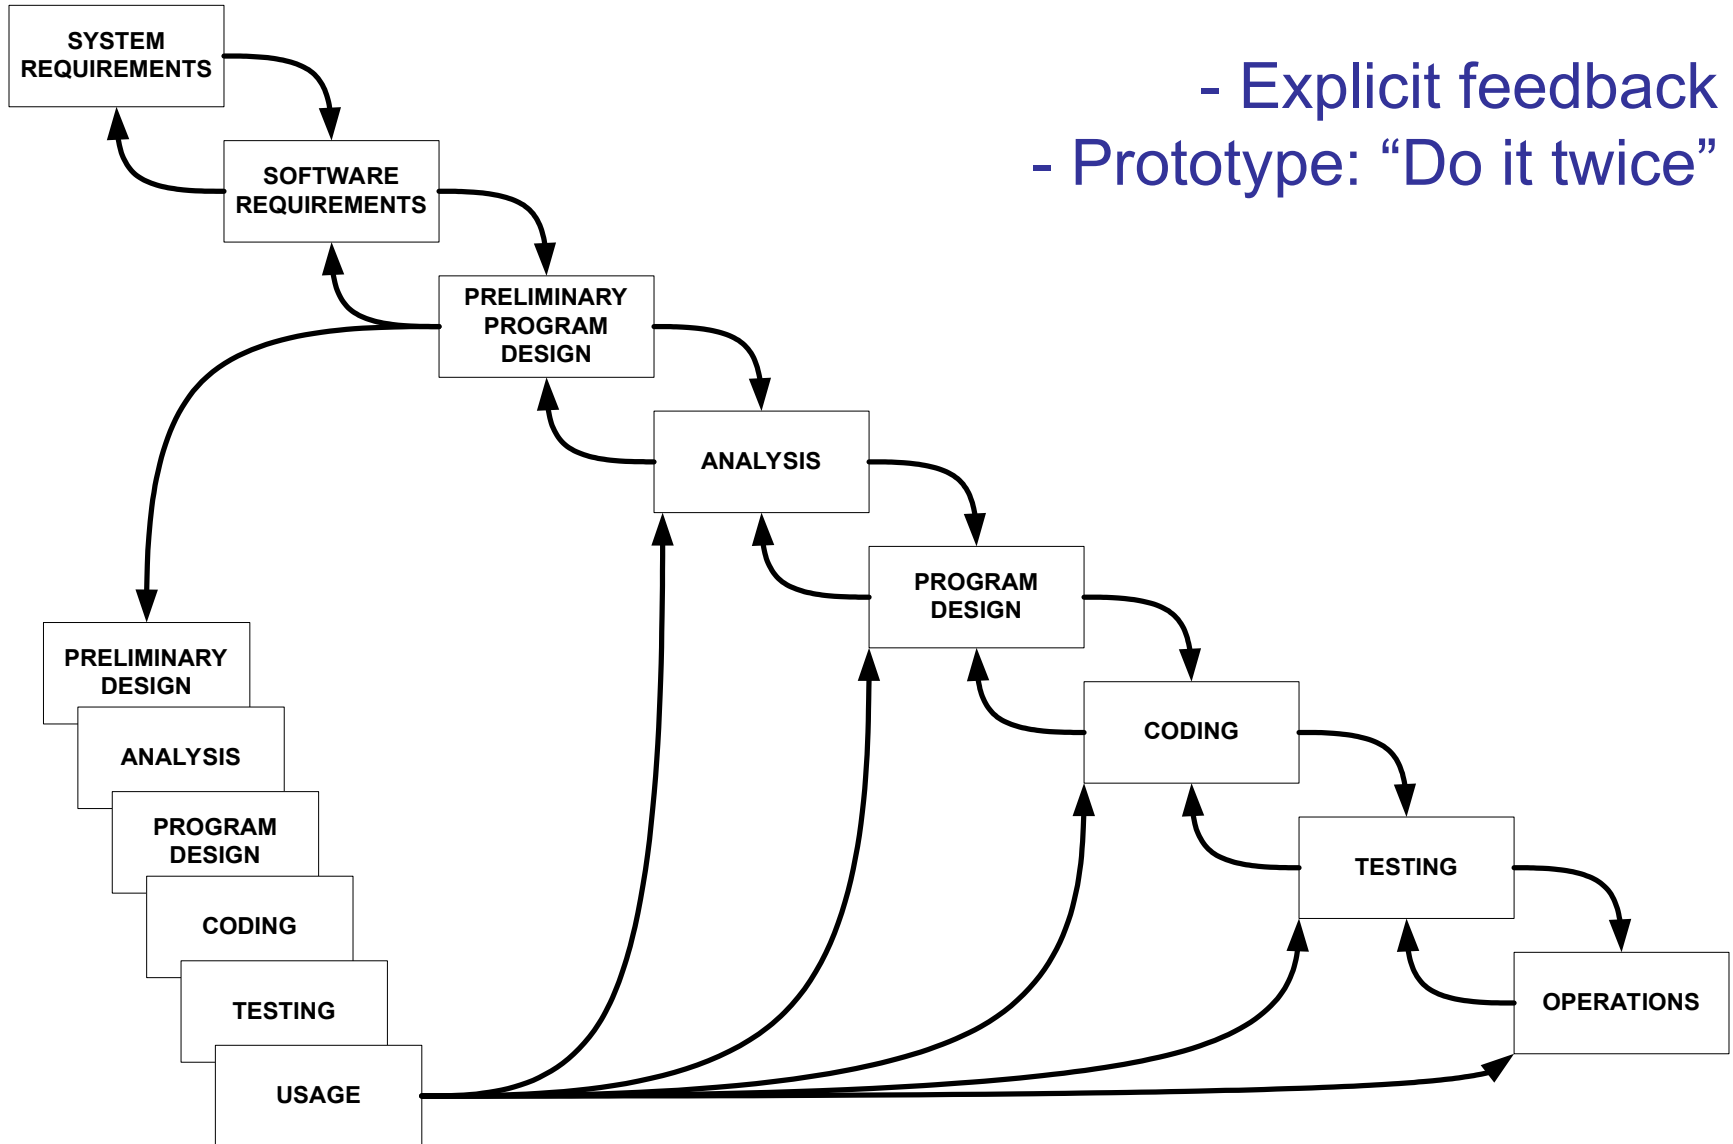 SYSTEM
REQUIREMENTS
- Explicit feedback
- Prototype: “Do it twice”
SOFTWARE
REQUIREMENTS
PRELIMINARY
PROGRAM
DESIGN
ANALYSIS
PROGRAM
DESIGN
CODING
TESTING
OPERATIONS
PRELIMINARY
DESIGN
ANALYSIS
PROGRAM
DESIGN
CODING
TESTING
USAGE